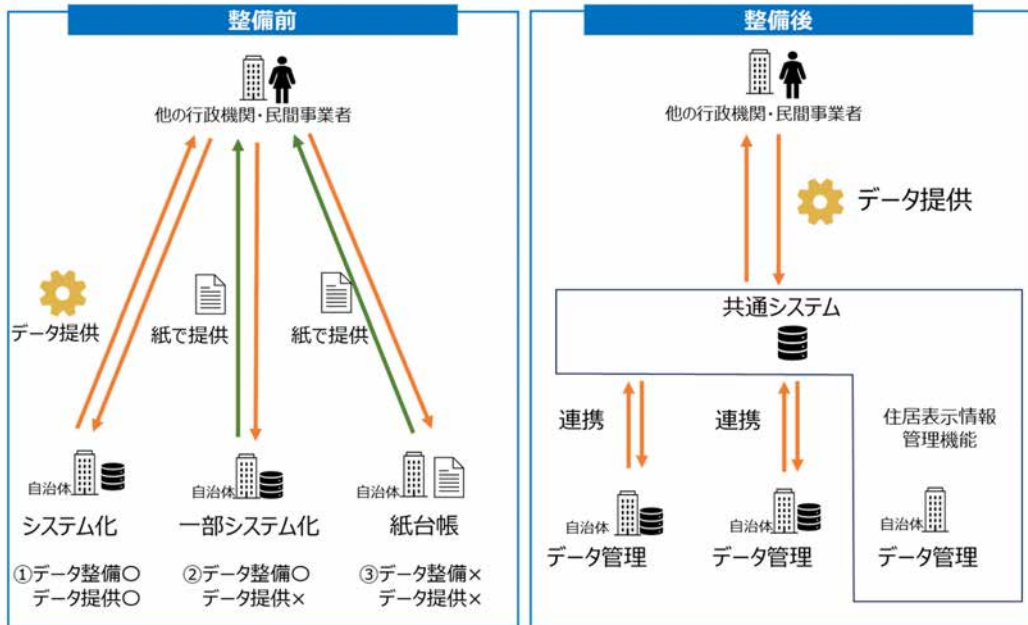 整備前
他の行政機関・民間事業者
データ提供
紙で提供
紙で提供
自治体
システム化
自治体
一部システム化
自治体
紙台帳
①データ整備〇
データ提供〇
②データ整備〇
データ提供×
③データ整備×
データ提供×
整備後
他の行政機関・民間事業者
データ提供
共通システム
連携
連携
住居表示情報
管理機能
自治体
データ管理
自治体
データ管理
自治体
データ管理